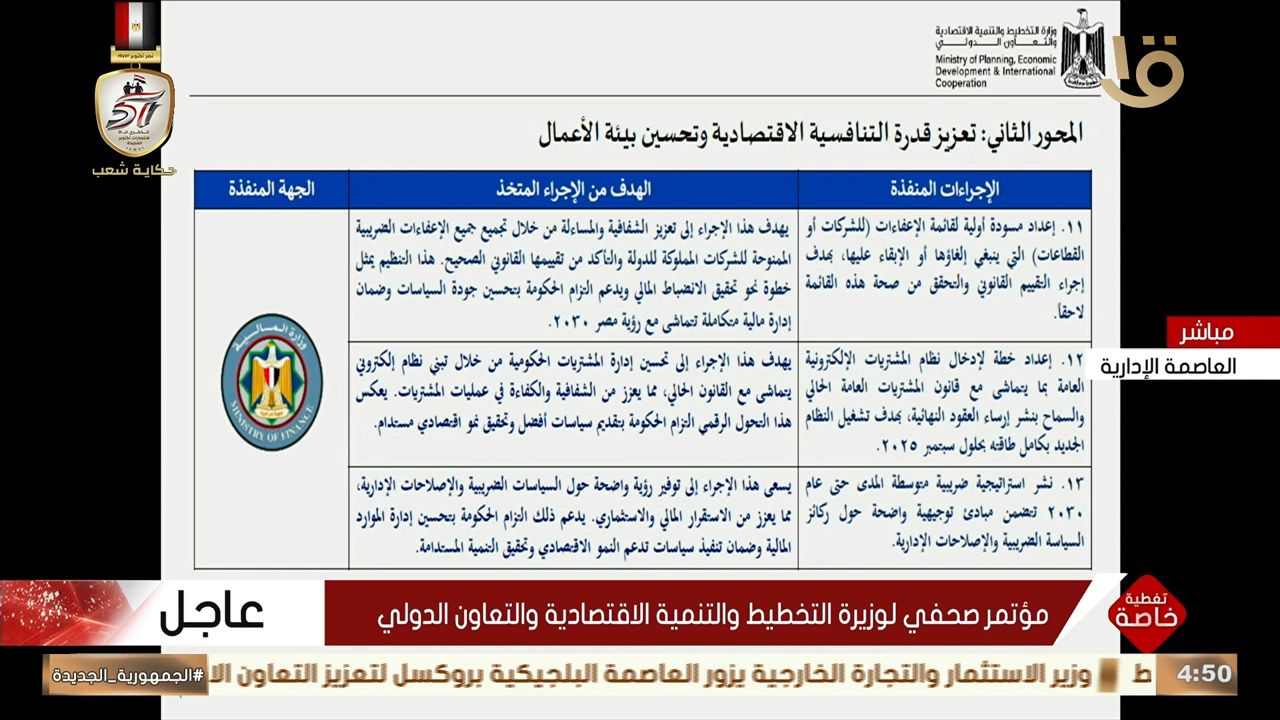 نصر أكتوبر ١٩٧٣
حكاية شعب
وزارة التخطيط والتنمية الاقتصادية
والتعاون الدولي
Ministry of Planning, Economic
Development & International
Cooperation
المحور الثاني: تعزيز قدرة التنافسية الاقتصادية وتحسين بيئة الأعمال
الإجراءات المنفذة
الهدف من الإجراء المتخذ
الجهة المنفذة
١١. إعداد مسودة أولية لقائمة الإعفاءات (للشركات أو
القطاعات) التي ينبغي إلغاؤها أو الإبقاء عليها، بهدف
إجراء التقييم القانوني والتحقق من صحة هذه القائمة
لاحقاً.
يهدف هذا الإجراء إلى تعزيز الشفافية والمساءلة من خلال تجميع جميع الإعفاءات الضريبية
الممنوحة للشركات المملوكة للدولة والتأكد من تقييمها القانوني الصحيح. هذا التنظيم يمثل
خطوة نحو تحقيق الانضباط المالي ويدعم التزام الحكومة بتحسين جودة السياسات وضمان
إدارة مالية متكاملة تتماشى مع رؤية مصر ٢٠٣٠.
وزارة المالية
MINISTRY OF FINANCE
١٢. إعداد خطة لإدخال نظام المشتريات الإلكترونية
العامة بما يتماشى مع قانون المشتريات العامة الحالي
والسماح بنشر إرساء العقود النهائية، بهدف تشغيل النظام
الجديد بكامل طاقته بحلول سبتمبر ٢٠٢٥.
يهدف هذا الإجراء إلى تحسين إدارة المشتريات الحكومية من خلال تبني نظام إلكتروني
يتماشى مع القانون الحالي، مما يعزز من الشفافية والكفاءة في عمليات المشتريات. يعكس
هذا التحول الرقمي التزام الحكومة بتقديم سياسات أفضل وتحقيق نمو اقتصادي مستدام.
١٣. نشر استراتيجية ضريبية متوسطة المدى حتى عام
٢٠٣٠ تتضمن مبادئ توجيهية واضحة حول ركائز
السياسة الضريبية والإصلاحات الإدارية.
يسعى هذا الإجراء إلى توفير رؤية واضحة حول السياسات الضريبية والإصلاحات الإدارية،
مما يعزز من الاستقرار المالي والاستثماري. يدعم ذلك التزام الحكومة بتحسين إدارة الموارد
المالية وضمان تنفيذ سياسات تدعم النمو الاقتصادي وتحقيق التنمية المستدامة.
مباشر
العاصمة الإدارية
تغطية
خاصة
مؤتمر صحفي لوزيرة التخطيط والتنمية الاقتصادية والتعاون الدولي
عاجل
4:50
ط وزير الاستثمار والتجارة الخارجية يزور العاصمة البلجيكية بروكسل لتعزيز التعاون الا
#الجمهورية_الجديدة